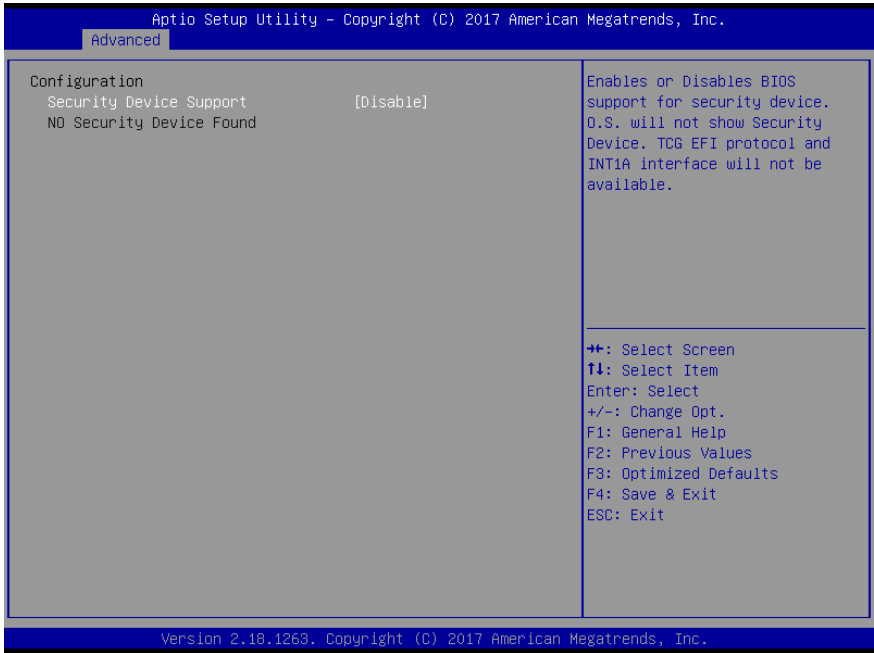 Aptio Setup Utility – Copyright (C) 2017 American Megatrends, Inc.
Advanced
Configuration
Security Device Support [Disable]
NO Security Device Found
Enables or Disables BIOS
support for security device.
O.S. will not show Security
Device. TCG EFI protocol and
INT1A interface will not be
available.
→←: Select Screen
↑↓: Select Item
Enter: Select
+/-: Change Opt.
F1: General Help
F2: Previous Values
F3: Optimized Defaults
F4: Save & Exit
ESC: Exit
Version 2.18.1263. Copyright (C) 2017 American Megatrends, Inc.